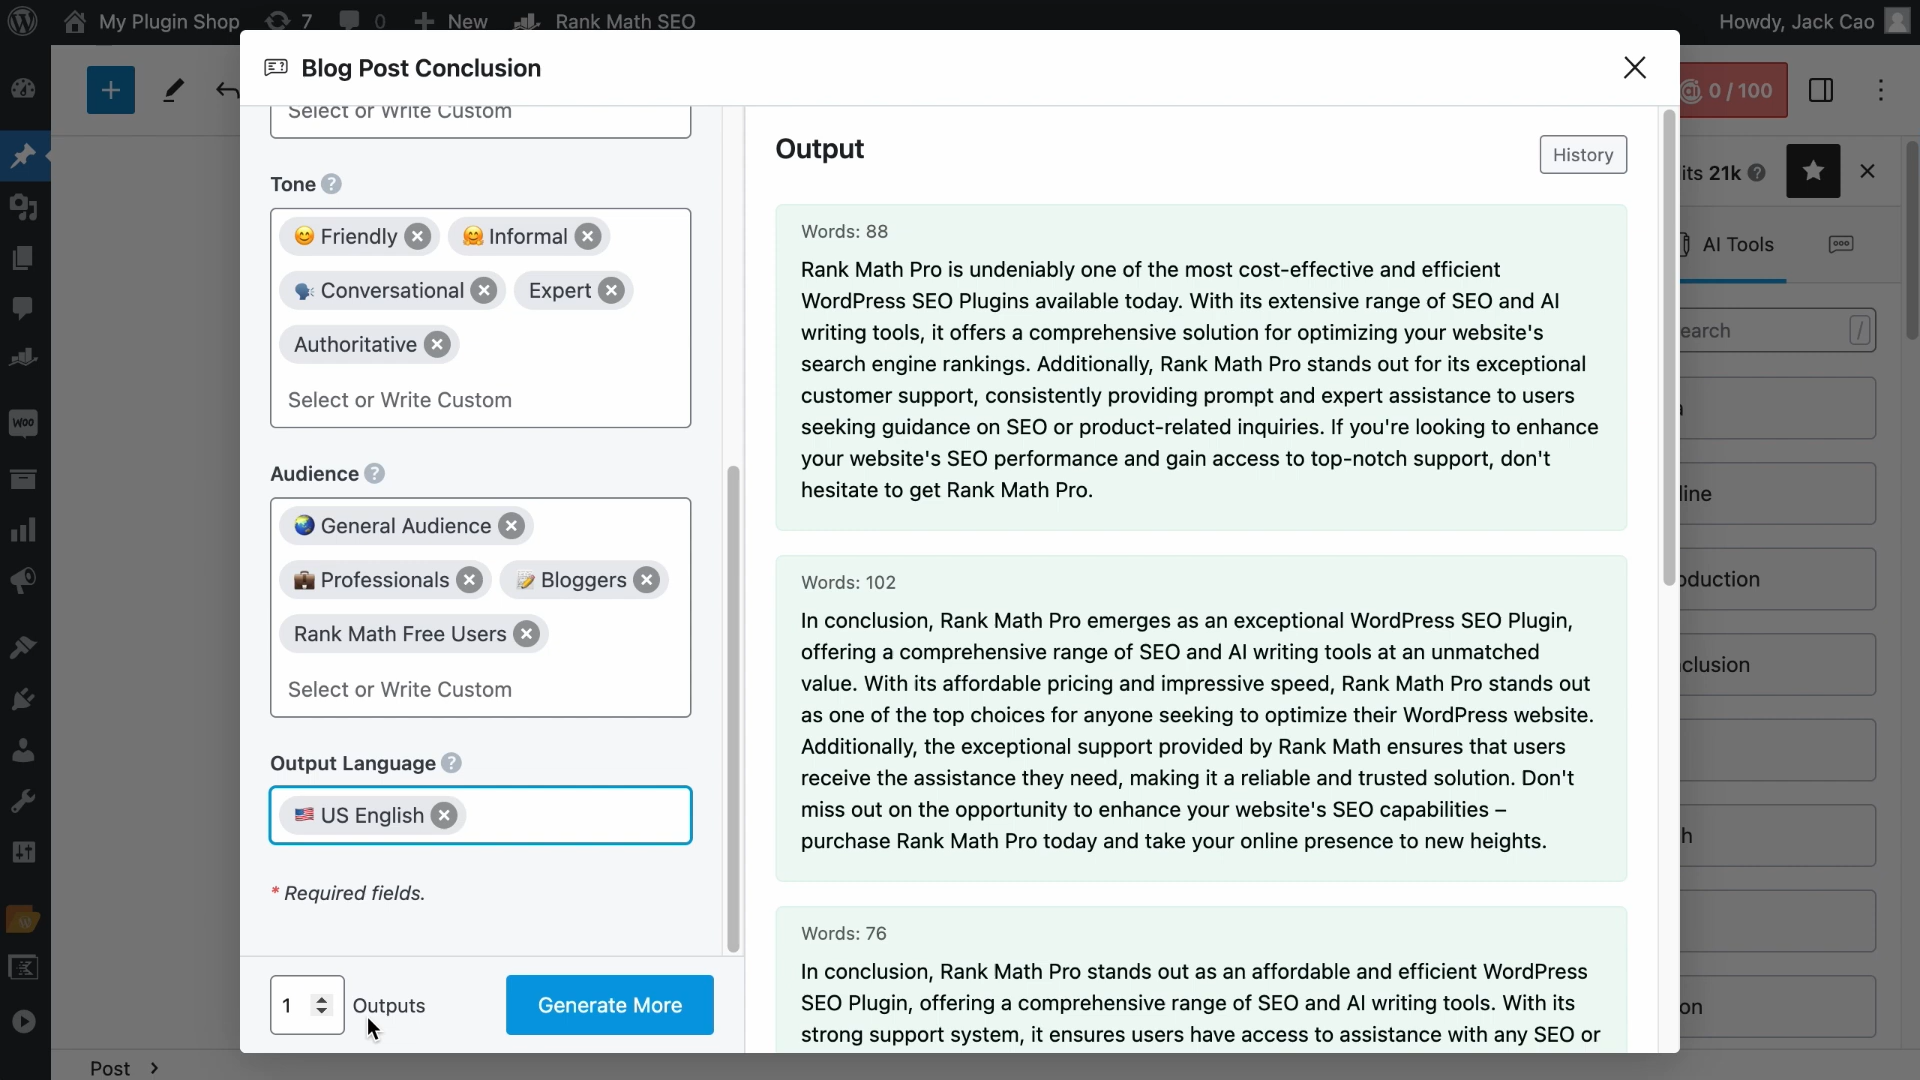 My Plugin Shop 7 0 New Rank Math SEO Howdy, Jack Cao
Blog Post Conclusion
0 / 100
Select or Write Custom
Tone ?
😊 Friendly
🤗 Informal
🗣 Conversational
Expert
Authoritative
Select or Write Custom
Audience ?
🌏 General Audience
💼 Professionals
📝 Bloggers
Rank Math Free Users
Select or Write Custom
Output Language ?
🇺🇸 US English
* Required fields.
1 Outputs
Generate More
Output
History
Words: 88
Rank Math Pro is undeniably one of the most cost-effective and efficient
WordPress SEO Plugins available today. With its extensive range of SEO and AI
writing tools, it offers a comprehensive solution for optimizing your website's
search engine rankings. Additionally, Rank Math Pro stands out for its exceptional
customer support, consistently providing prompt and expert assistance to users
seeking guidance on SEO or product-related inquiries. If you're looking to enhance
your website's SEO performance and gain access to top-notch support, don't
hesitate to get Rank Math Pro.
Words: 102
In conclusion, Rank Math Pro emerges as an exceptional WordPress SEO Plugin,
offering a comprehensive range of SEO and AI writing tools at an unmatched
value. With its affordable pricing and impressive speed, Rank Math Pro stands out
as one of the top choices for anyone seeking to optimize their WordPress website.
Additionally, the exceptional support provided by Rank Math ensures that users
receive the assistance they need, making it a reliable and trusted solution. Don't
miss out on the opportunity to enhance your website's SEO capabilities –
purchase Rank Math Pro today and take your online presence to new heights.
Words: 76
In conclusion, Rank Math Pro stands out as an affordable and efficient WordPress
SEO Plugin, offering a comprehensive range of SEO and AI writing tools. With its
strong support system, it ensures users have access to assistance with any SEO or
its 21k ?
AI Tools
earch /
line
oduction
clusion
h
on
Woo
Post